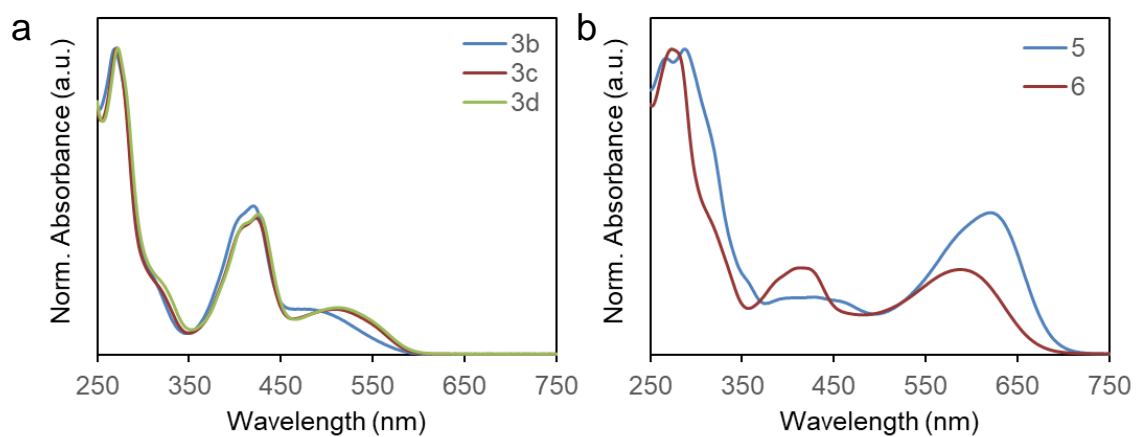 a
3b
3c
3d
Norm. Absorbance (a.u.)
250 350 450 550 650 750
Wavelength (nm)
b
5
6
Norm. Absorbance (a.u.)
250 350 450 550 650 750
Wavelength (nm)